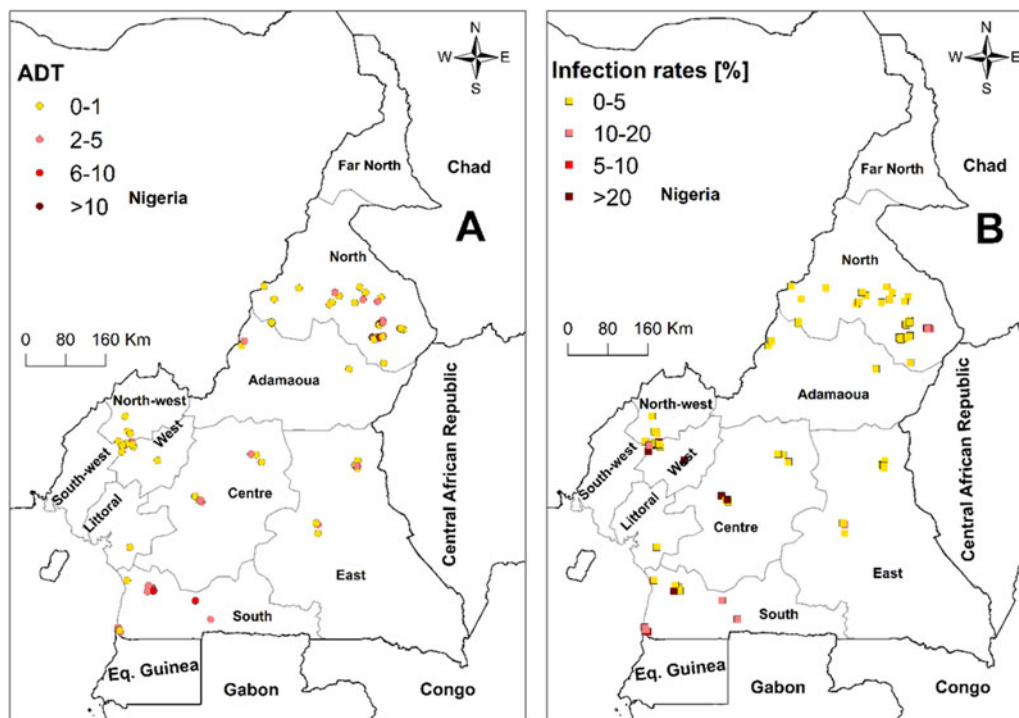 N
W E
S
ADT
0-1
2-5
6-10
>10
Nigeria
Far North
Chad
A
North
0 80 160 Km
Adamaoua
North-west
West
South-west
Littoral
Centre
Central African Republic
East
South
Eq. Guinea
Gabon
Congo
N
W E
S
Infection rates [%]
0-5
10-20
5-10
>20
Nigeria
Far North
Chad
B
North
0 80 160 Km
Adamaoua
North-west
West
South-west
Littoral
Centre
Central African Republic
East
South
Eq. Guinea
Gabon
Congo